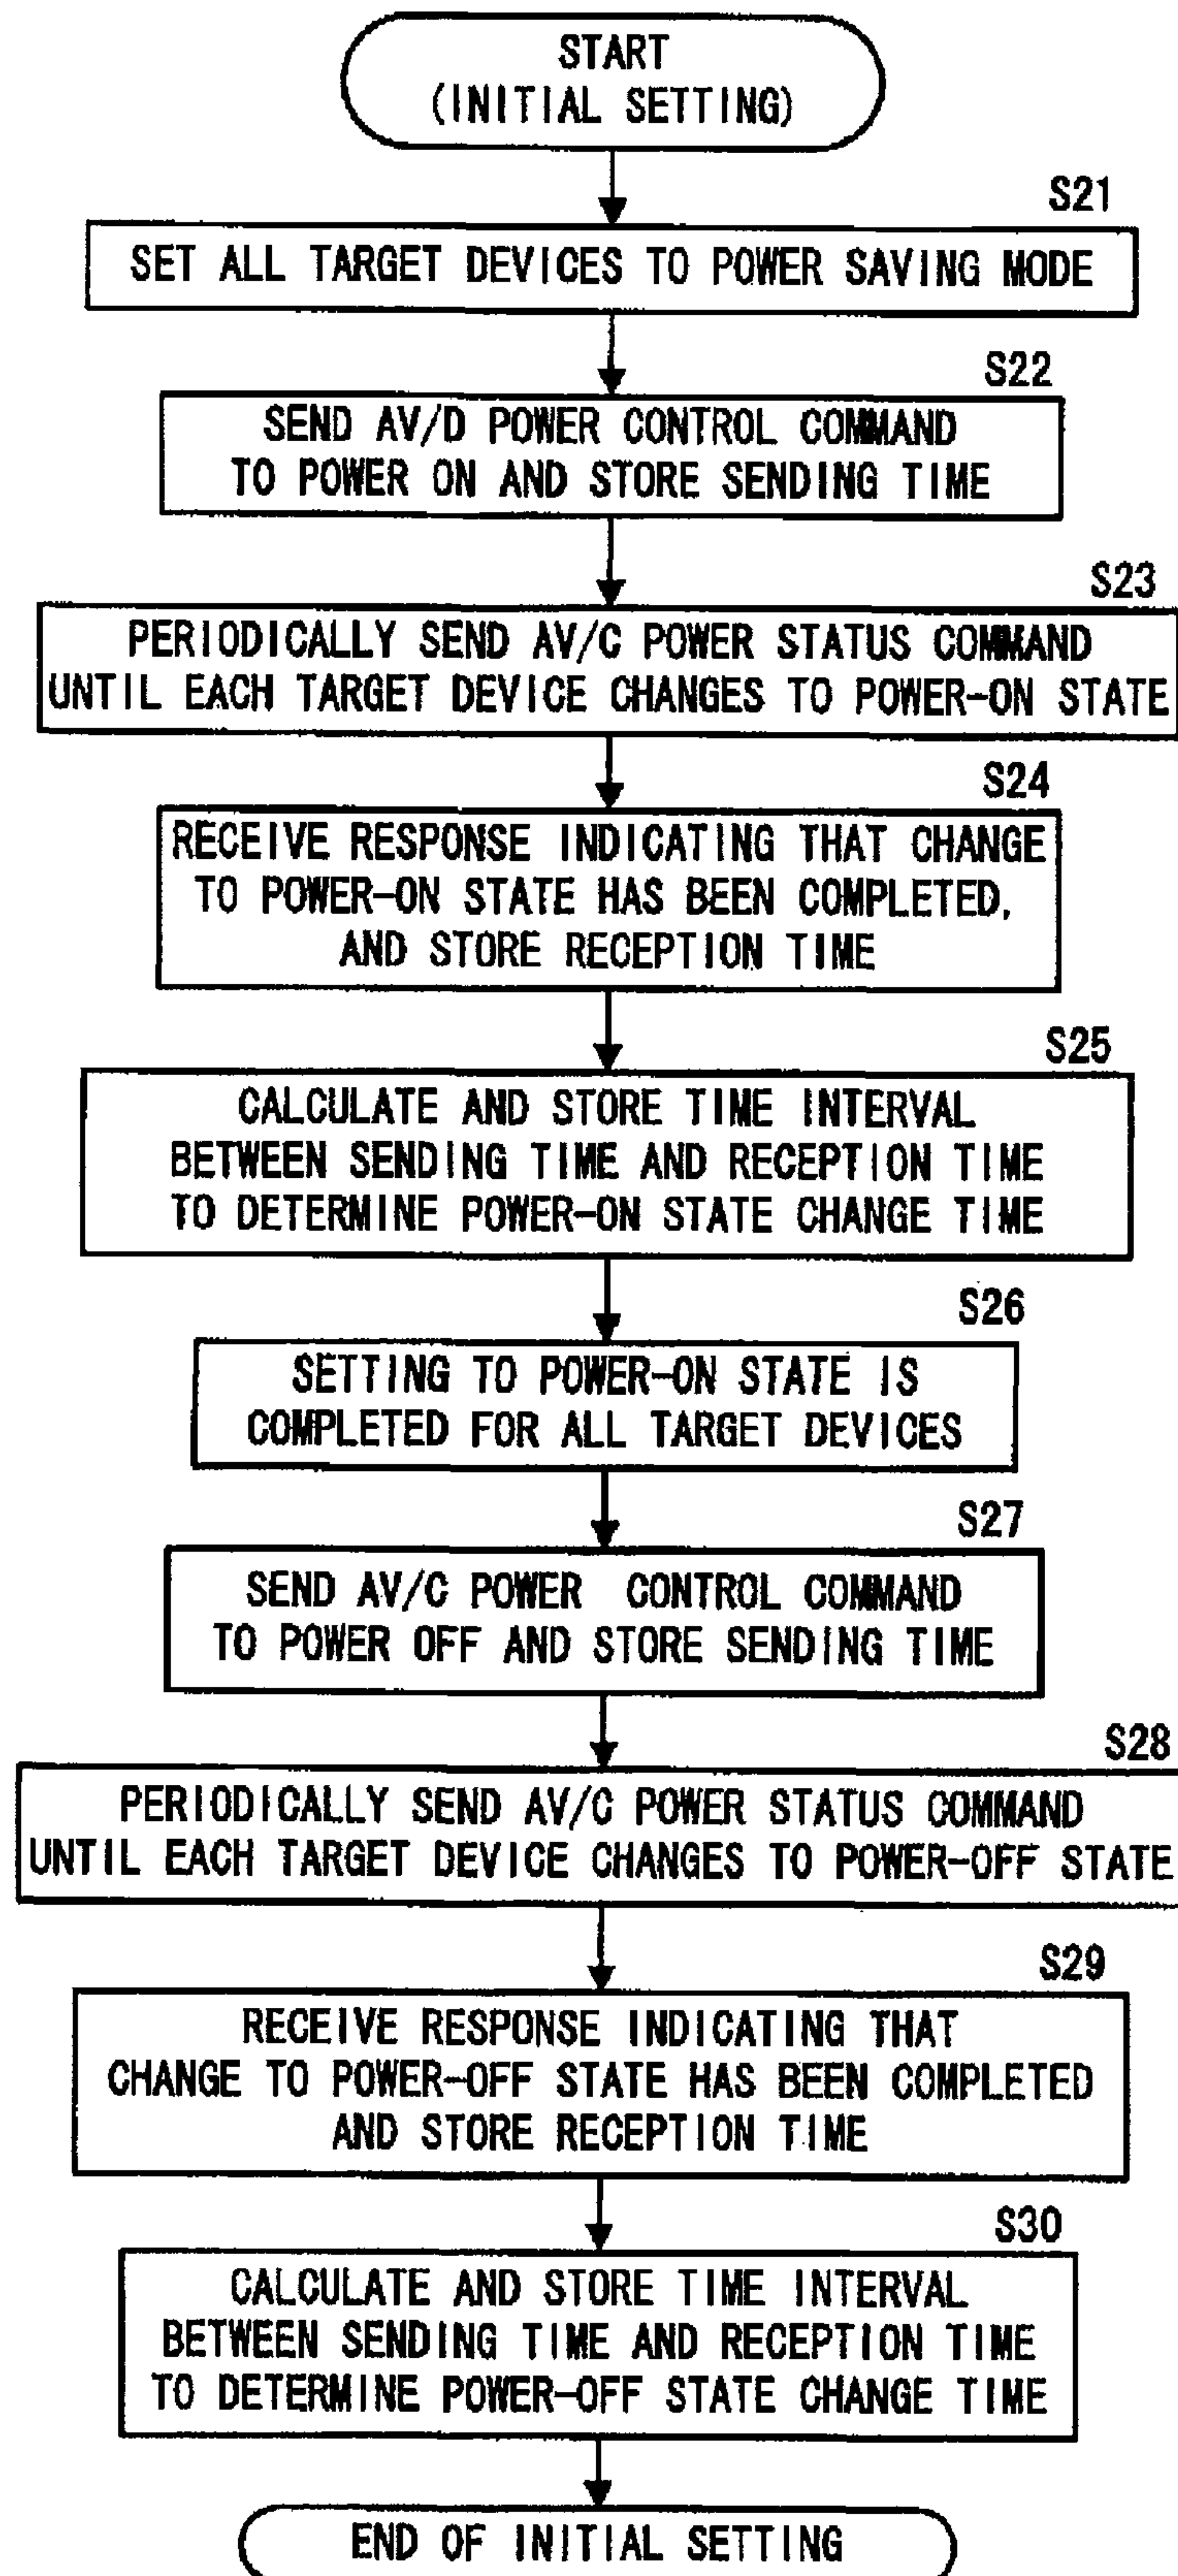 START
(INITIAL SETTING)
S21
SET ALL TARGET DEVICES TO POWER SAVING MODE
S22
SEND AV/D POWER CONTROL COMMAND
TO POWER ON AND STORE SENDING TIME
S23
PERIODICALLY SEND AV/C POWER STATUS COMMAND
UNTIL EACH TARGET DEVICE CHANGES TO POWER-ON STATE
S24
RECEIVE RESPONSE INDICATING THAT CHANGE
TO POWER-ON STATE HAS BEEN COMPLETED,
AND STORE RECEPTION TIME
S25
CALCULATE AND STORE TIME INTERVAL
BETWEEN SENDING TIME AND RECEPTION TIME
TO DETERMINE POWER-ON STATE CHANGE TIME
S26
SETTING TO POWER-ON STATE IS
COMPLETED FOR ALL TARGET DEVICES
S27
SEND AV/C POWER CONTROL COMMAND
TO POWER OFF AND STORE SENDING TIME
S28
PERIODICALLY SEND AV/C POWER STATUS COMMAND
UNTIL EACH TARGET DEVICE CHANGES TO POWER-OFF STATE
S29
RECEIVE RESPONSE INDICATING THAT
CHANGE TO POWER-OFF STATE HAS BEEN COMPLETED
AND STORE RECEPTION TIME
S30
CALCULATE AND STORE TIME INTERVAL
BETWEEN SENDING TIME AND RECEPTION TIME
TO DETERMINE POWER-OFF STATE CHANGE TIME
END OF INITIAL SETTING